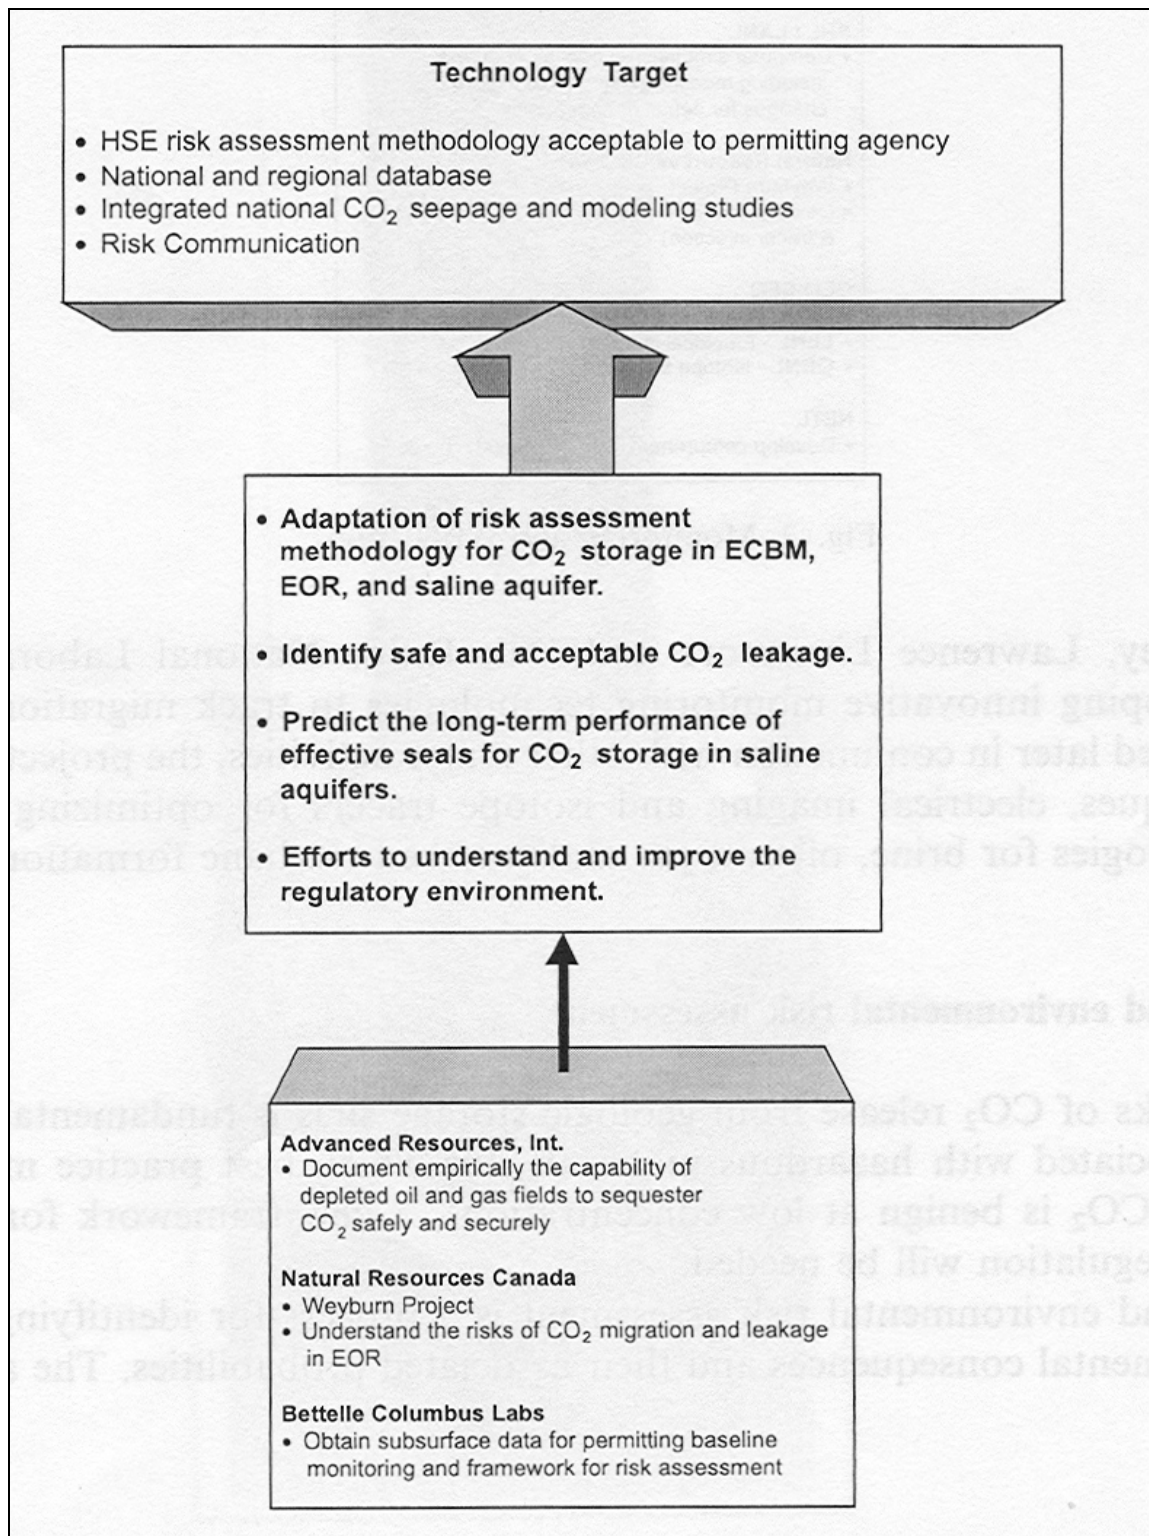 Technology Target
• HSE risk assessment methodology acceptable to permitting agency
• National and regional database
• Integrated national CO₂ seepage and modeling studies
• Risk Communication
• Adaptation of risk assessment
methodology for CO₂ storage in ECBM,
EOR, and saline aquifer.
• Identify safe and acceptable CO₂ leakage.
• Predict the long-term performance of
effective seals for CO₂ storage in saline
aquifers.
• Efforts to understand and improve the
regulatory environment.
Advanced Resources, Int.
• Document empirically the capability of
depleted oil and gas fields to sequester
CO₂ safely and securely
Natural Resources Canada
• Weyburn Project
• Understand the risks of CO₂ migration and leakage
in EOR
Bettelle Columbus Labs
• Obtain subsurface data for permitting baseline
monitoring and framework for risk assessment